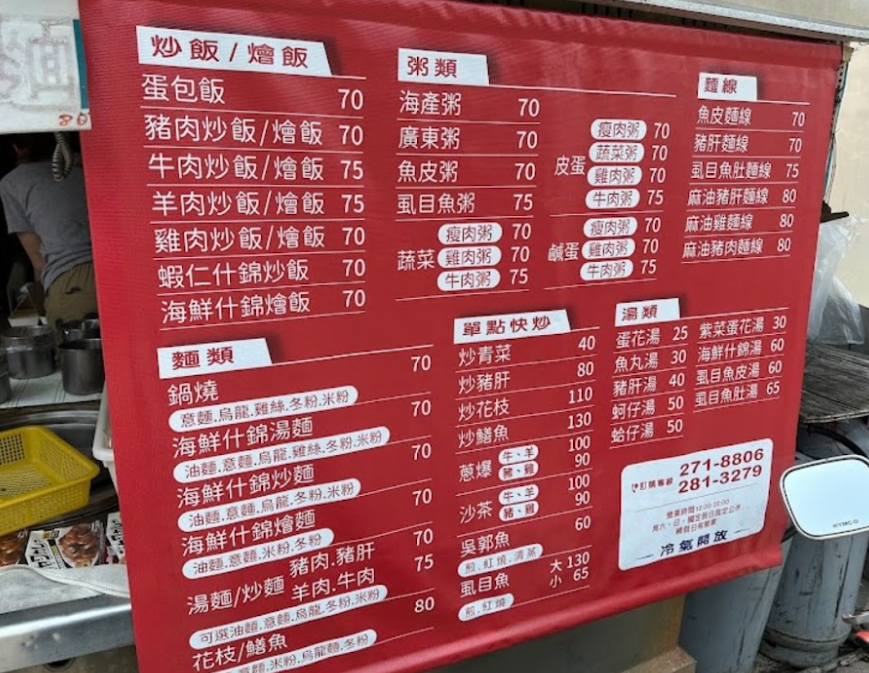 炒飯/燴飯
蛋包飯 70
豬肉炒飯/燴飯 70
牛肉炒飯/燴飯 75
羊肉炒飯/燴飯 75
雞肉炒飯/燴飯 70
蝦仁什錦炒飯 70
海鮮什錦燴飯 70
粥類
海產粥 70
廣東粥 70
魚皮粥 70
虱目魚粥 75
蔬菜
瘦肉粥 70
雞肉粥 70
牛肉粥 75
皮蛋
瘦肉粥 70
蔬菜粥 70
雞肉粥 70
牛肉粥 75
鹹蛋
瘦肉粥 70
雞肉粥 70
牛肉粥 75
麵線
魚皮麵線 70
豬肝麵線 70
虱目魚肚麵線 75
麻油豬肝麵線 80
麻油雞麵線 80
麻油豬肉麵線 80
麵類
鍋燒 70
意麵.烏龍.雞絲.冬粉.米粉
海鮮什錦湯麵 70
油麵.意麵.烏龍.雞絲.冬粉.米粉
海鮮什錦炒麵 70
油麵.意麵.烏龍.冬粉.米粉
海鮮什錦燴麵
油麵.意麵.米粉.冬粉
湯麵/炒麵
豬肉.豬肝 70
羊肉.牛肉 75
可選油麵.意麵.烏龍.冬粉.米粉
花枝/鱔魚 80
意麵.米粉.烏龍麵.冬粉
單點快炒
炒青菜 40
炒豬肝 80
炒花枝 110
炒鱔魚 130
蔥爆
牛、羊 100
豬、雞 90
沙茶
牛、羊 100
豬、雞 90
吳郭魚 60
煎.紅燒.清蒸
虱目魚
大 130
小 65
煎.紅燒
湯類
蛋花湯 25
魚丸湯 30
豬肝湯 40
蚵仔湯 50
蛤仔湯 50
紫菜蛋花湯 30
海鮮什錦湯 60
虱目魚皮湯 60
虱目魚肚湯 65
訂購專線
271-8806
281-3279
營業時間
冷氣開放
80
KYMCO